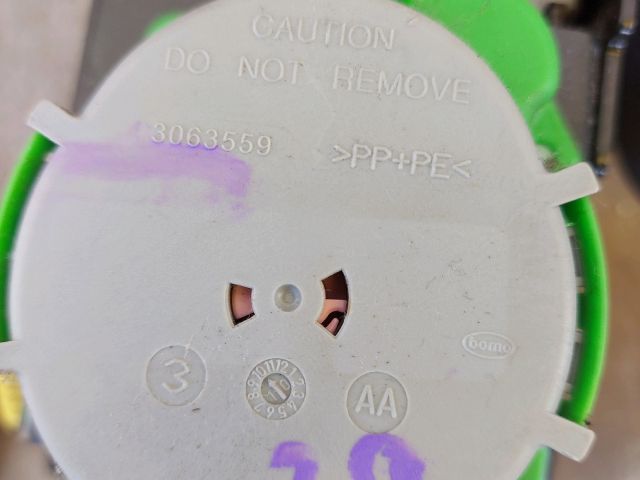 CAUTION
DO NOT REMOVE
3063559
>PP+PE<
bomo
3
AA